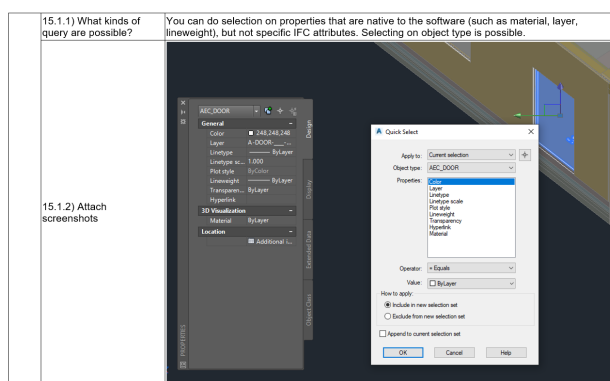 15.1.1) What kinds of
query are possible?
You can do selection on properties that are native to the software (such as material, layer,
lineweight), but not specific IFC attributes. Selecting on object type is possible.
15.1.2) Attach
screenshots
AEC_DOOR
General
Color 248,248,248
Layer A-DOOR-___-...
Linetype ByLayer
Linetype sc... 1.000
Plot style ByColor
Lineweight ByLayer
Transparen... ByLayer
Hyperlink
3D Visualization
Material ByLayer
Location
Additional i...
Design
Display
Extended Data
Object Class
PROPERTIES
Quick Select
Apply to: Current selection
Object type: AEC_DOOR
Properties: Color
Layer
Linetype
Linetype scale
Plot style
Lineweight
Transparency
Hyperlink
Material
Operator: = Equals
Value: ByLayer
How to apply:
Include in new selection set
Exclude from new selection set
Append to current selection set
OK Cancel Help